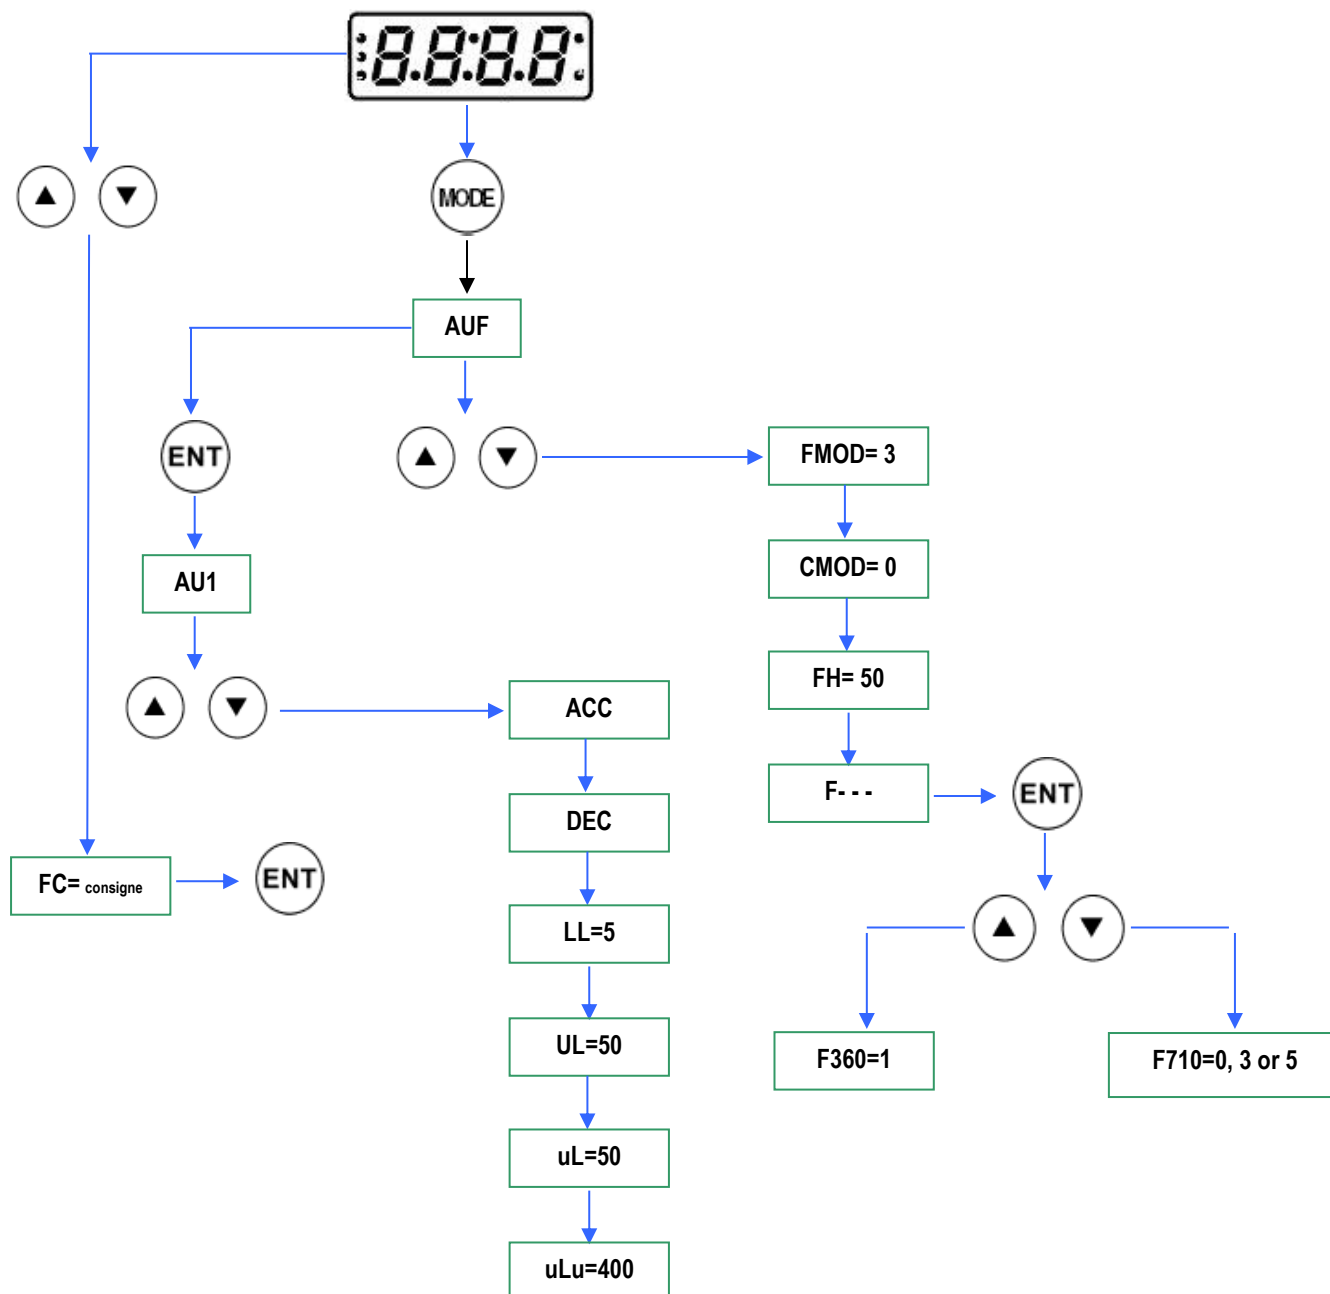 8.8:8.8
MODE
AUF
ENT
FMOD= 3
CMOD= 0
AU1
FH= 50
ACC
F- - -
ENT
DEC
FC= consigne
ENT
LL=5
UL=50
F360=1
F710=0, 3 or 5
uL=50
uLu=400